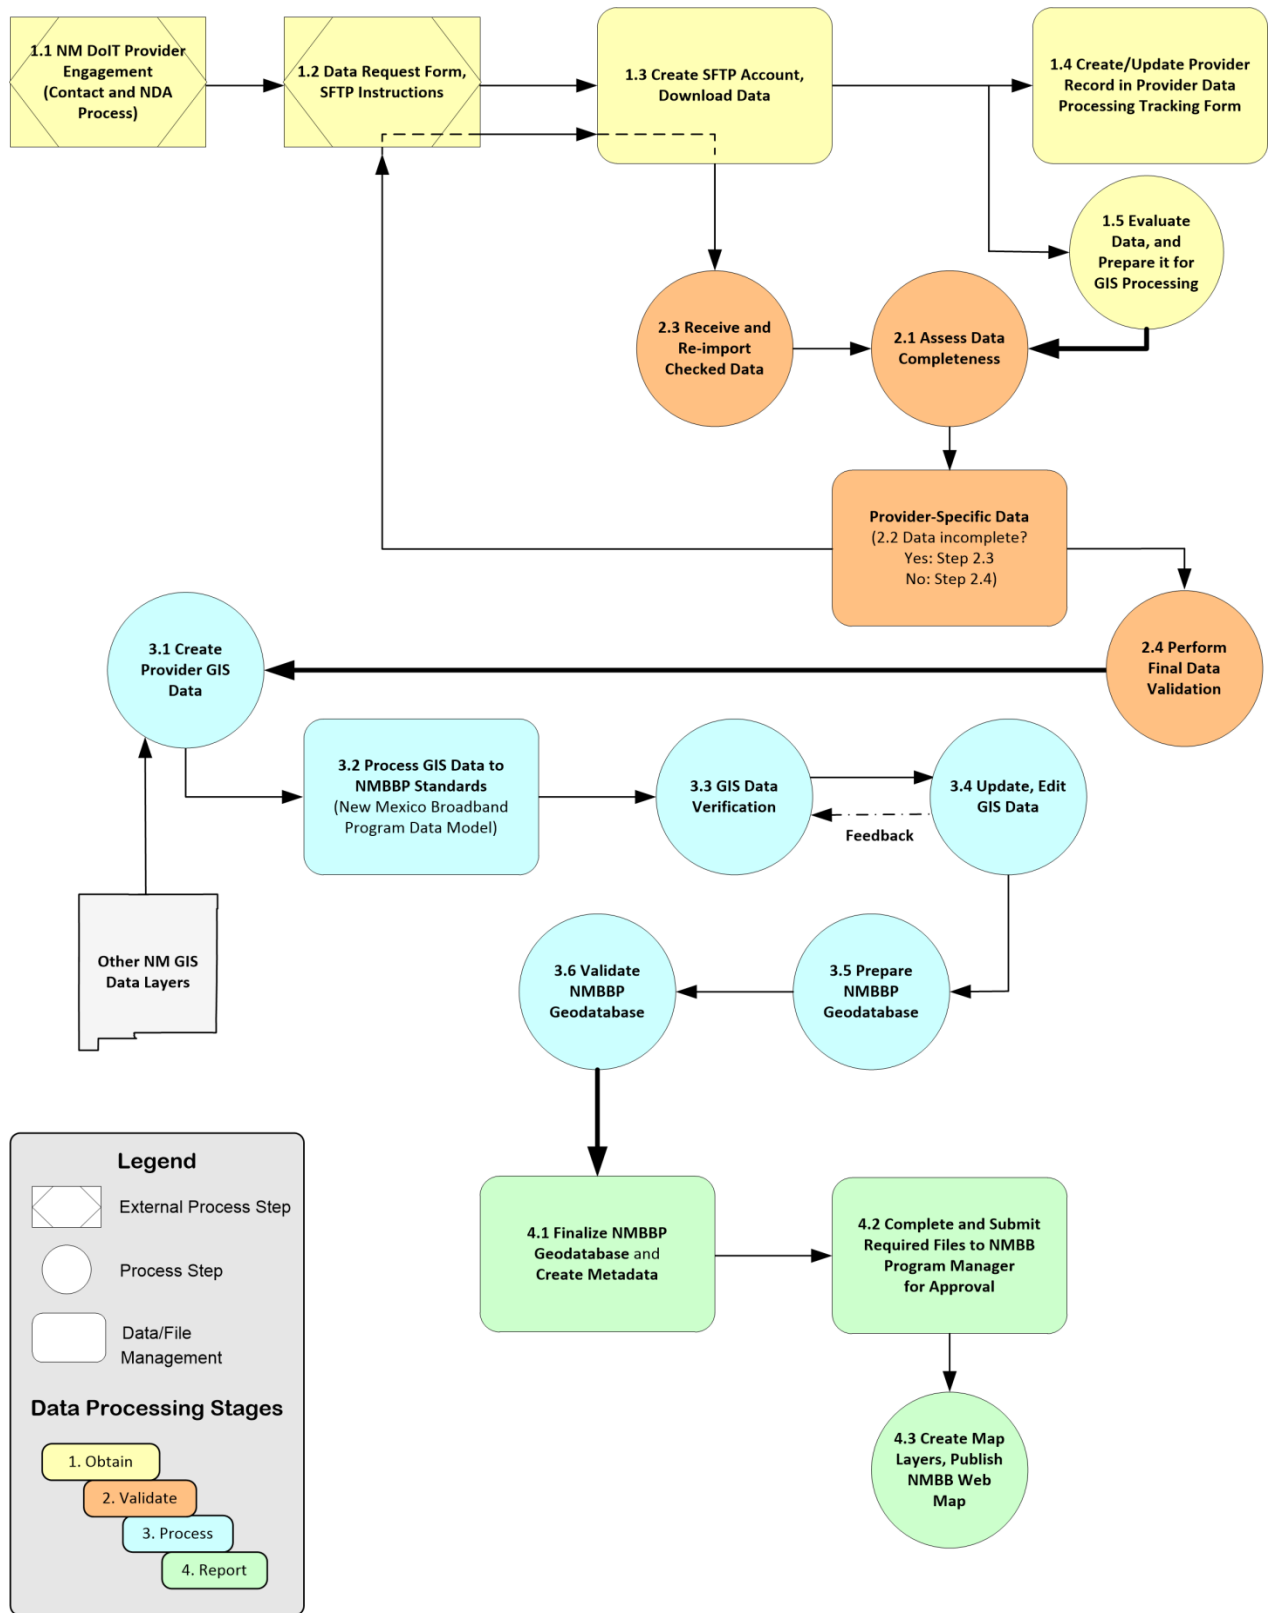 1.1 NM DoIT Provider
Engagement
(Contact and NDA
Process)
1.2 Data Request Form,
SFTP Instructions
1.3 Create SFTP Account,
Download Data
1.4 Create/Update Provider
Record in Provider Data
Processing Tracking Form
1.5 Evaluate
Data, and
Prepare it for
GIS Processing
2.3 Receive and
Re-import
Checked Data
2.1 Assess Data
Completeness
Provider-Specific Data
(2.2 Data incomplete?
Yes: Step 2.3
No: Step 2.4)
2.4 Perform
Final Data
Validation
3.1 Create
Provider GIS
Data
3.2 Process GIS Data to
NMBBP Standards
(New Mexico Broadband
Program Data Model)
3.3 GIS Data
Verification
3.4 Update, Edit
GIS Data
Feedback
Other NM GIS
Data Layers
3.6 Validate
NMBBP
Geodatabase
3.5 Prepare
NMBBP
Geodatabase
4.1 Finalize NMBBP
Geodatabase and
Create Metadata
4.2 Complete and Submit
Required Files to NMBB
Program Manager
for Approval
4.3 Create Map
Layers, Publish
NMBB Web
Map
Legend
External Process Step
Process Step
Data/File
Management
Data Processing Stages
1. Obtain
2. Validate
3. Process
4. Report